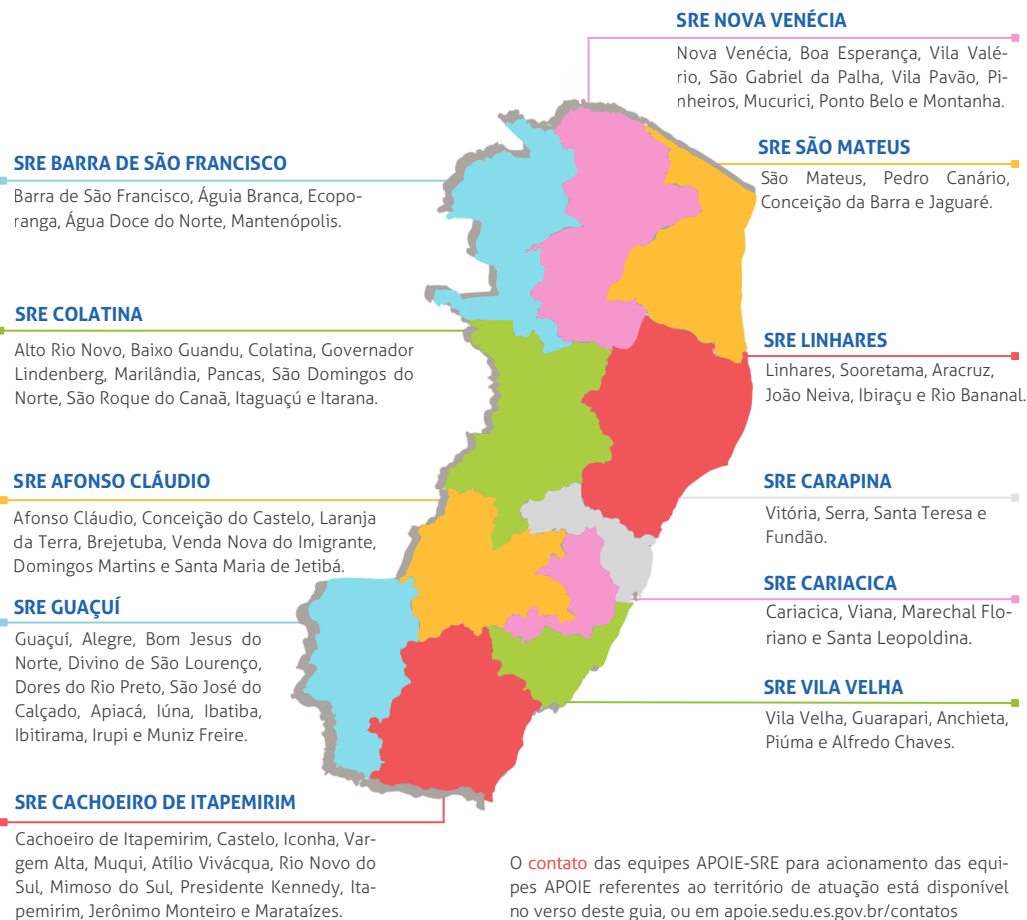 SRE NOVA VENÉCIA
Nova Venécia, Boa Esperança, Vila Valé-
rio, São Gabriel da Palha, Vila Pavão, Pi-
nheiros, Mucurici, Ponto Belo e Montanha.
SRE SÃO MATEUS
São Mateus, Pedro Canário,
Conceição da Barra e Jaguaré.
SRE BARRA DE SÃO FRANCISCO
Barra de São Francisco, Águia Branca, Ecopo-
ranga, Água Doce do Norte, Mantenópolis.
SRE COLATINA
Alto Rio Novo, Baixo Guandu, Colatina, Governador
Lindenberg, Marilândia, Pancas, São Domingos do
Norte, São Roque do Canaã, Itaguaçú e Itarana.
SRE LINHARES
Linhares, Sooretama, Aracruz,
João Neiva, Ibiraçu e Rio Bananal.
SRE AFONSO CLÁUDIO
Afonso Cláudio, Conceição do Castelo, Laranja
da Terra, Brejetuba, Venda Nova do Imigrante,
Domingos Martins e Santa Maria de Jetibá.
SRE CARAPINA
Vitória, Serra, Santa Teresa e
Fundão.
SRE CARIACICA
Cariacica, Viana, Marechal Flo-
riano e Santa Leopoldina.
SRE GUAÇUÍ
Guaçuí, Alegre, Bom Jesus do
Norte, Divino de São Lourenço,
Dores do Rio Preto, São José do
Calçado, Apiacá, Iúna, Ibatiba,
Ibitirama, Irupi e Muniz Freire.
SRE VILA VELHA
Vila Velha, Guarapari, Anchieta,
Piúma e Alfredo Chaves.
SRE CACHOEIRO DE ITAPEMIRIM
Cachoeiro de Itapemirim, Castelo, Iconha, Var-
gem Alta, Muqui, Atílio Vivácqua, Rio Novo do
Sul, Mimoso do Sul, Presidente Kennedy, Ita-
pemirim, Jerônimo Monteiro e Marataízes.
O contato das equipes APOIE-SRE para acionamento das equi-
pes APOIE referentes ao território de atuação está disponível
no verso deste guia, ou em apoie.sedu.es.gov.br/contatos